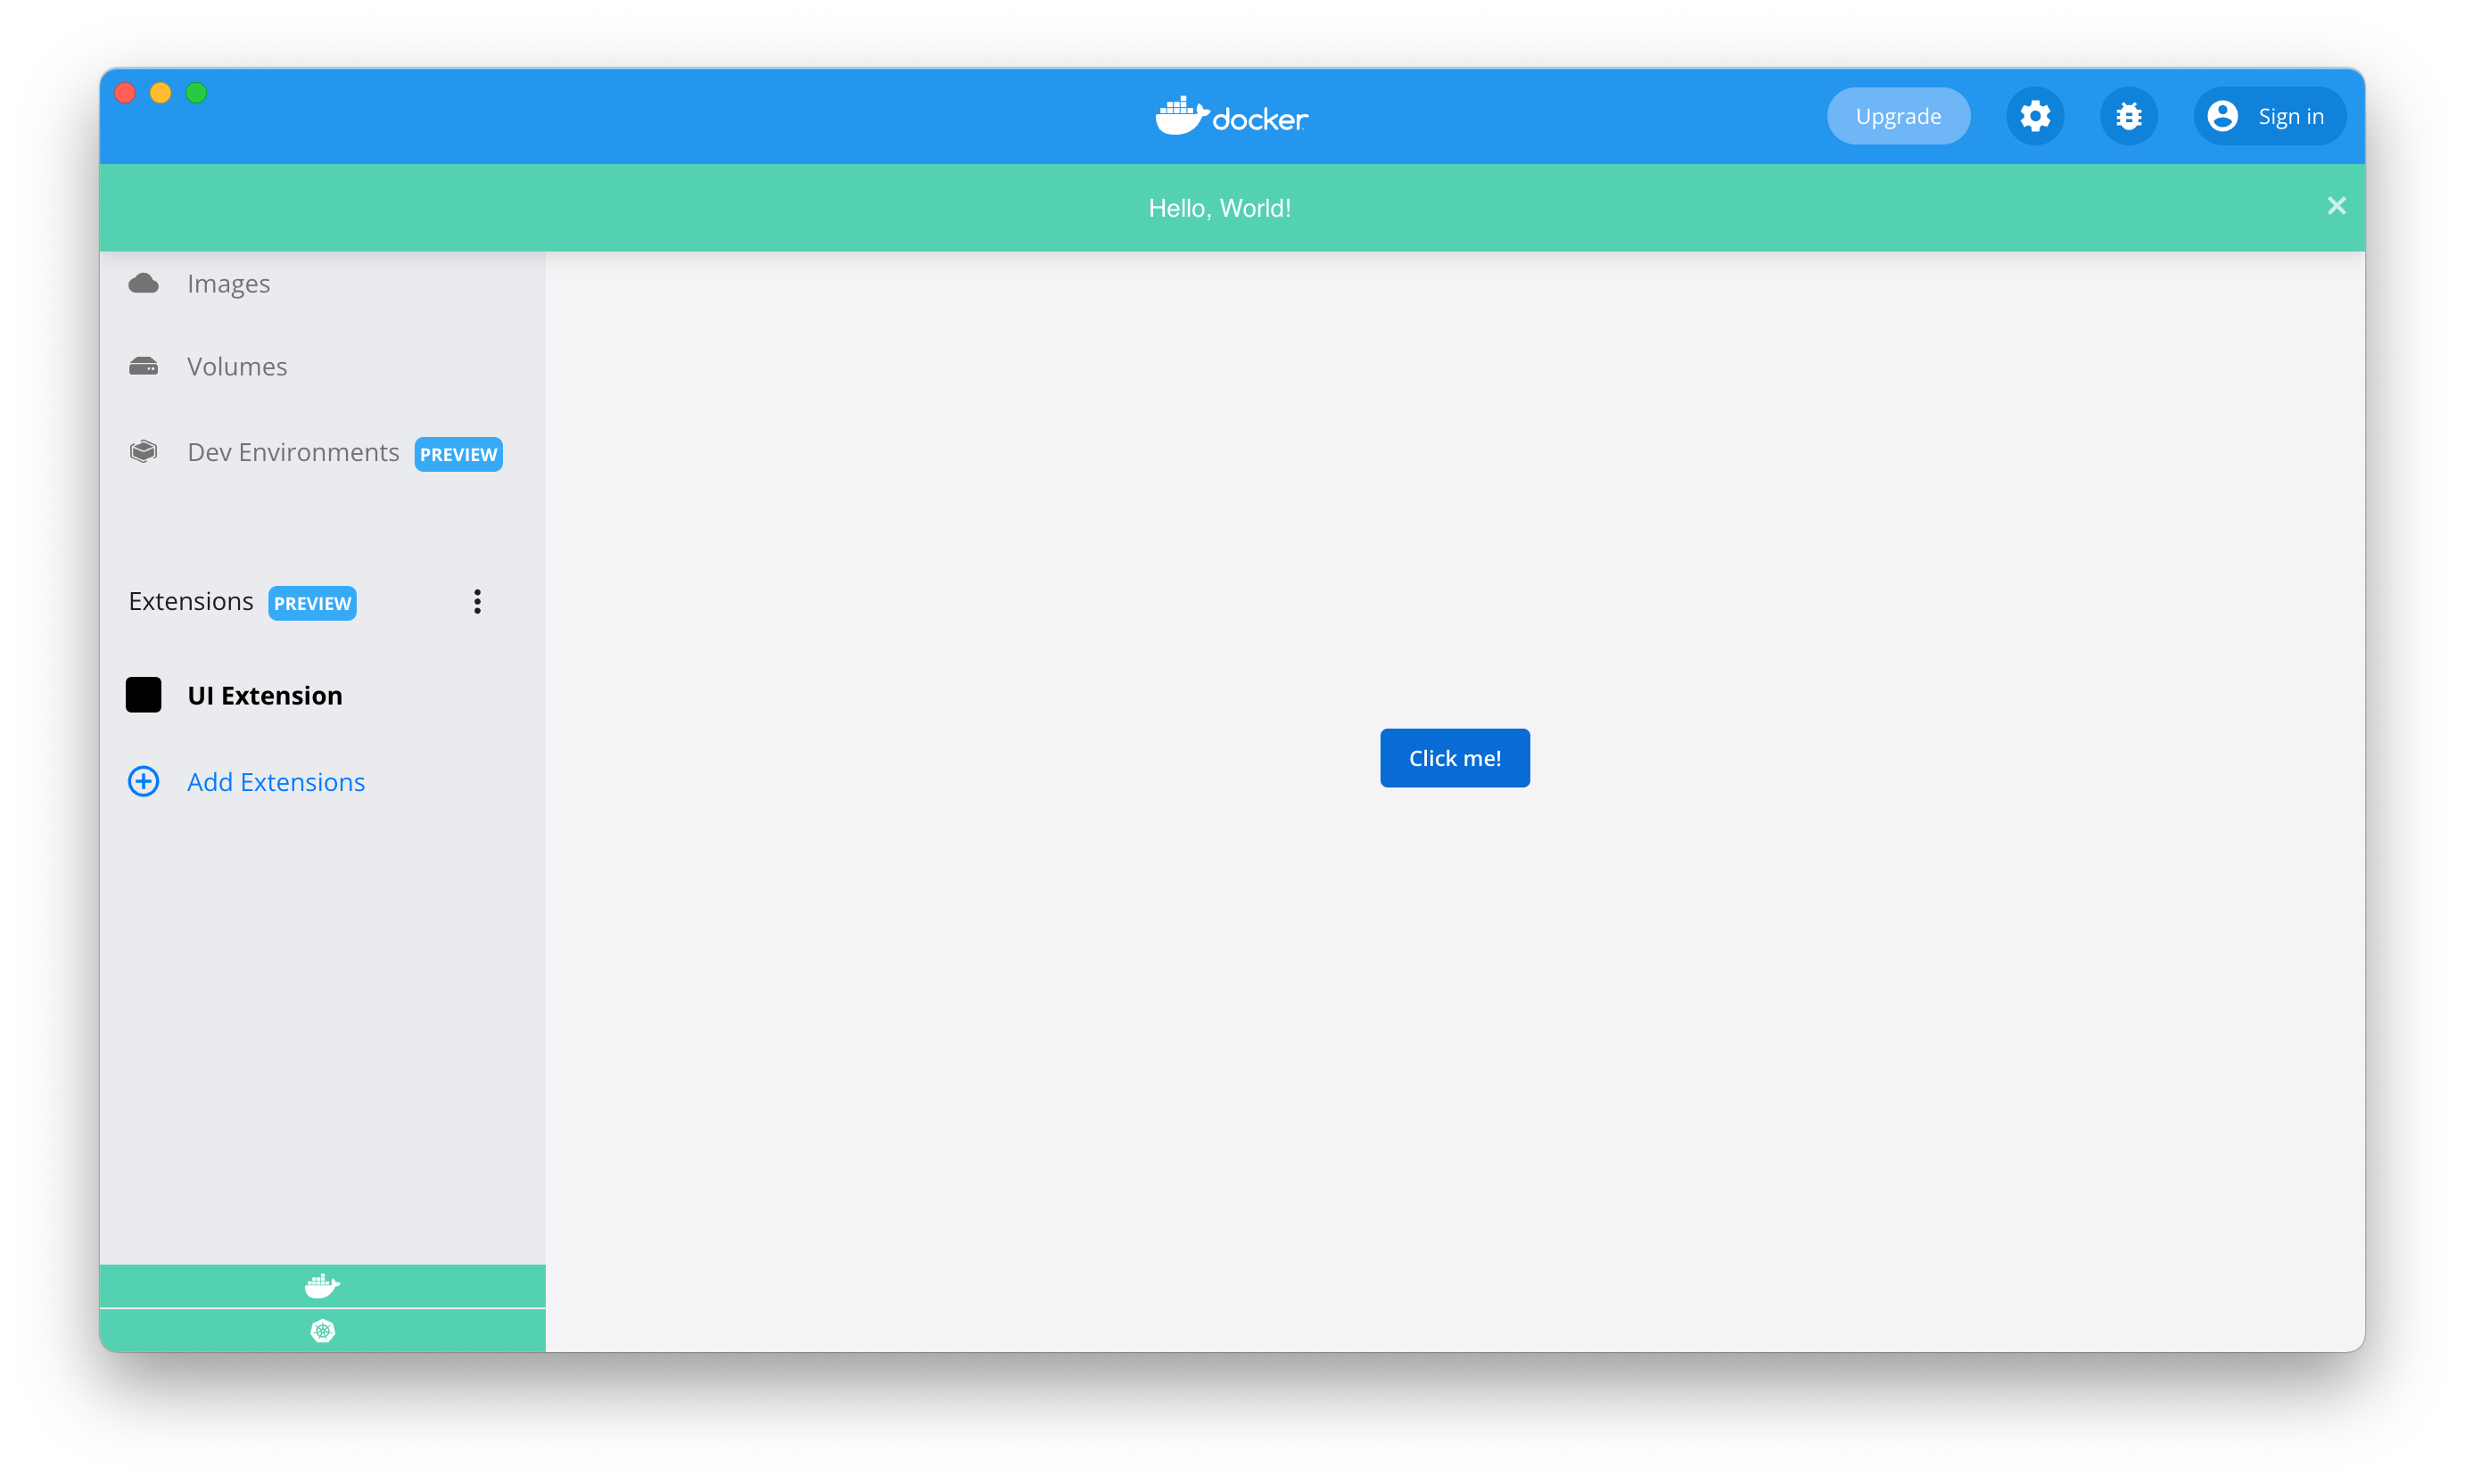 docker
Upgrade
Sign in
Hello, World!
Images
Volumes
Dev Environments PREVIEW
Extensions PREVIEW
UI Extension
Click me!
Add Extensions